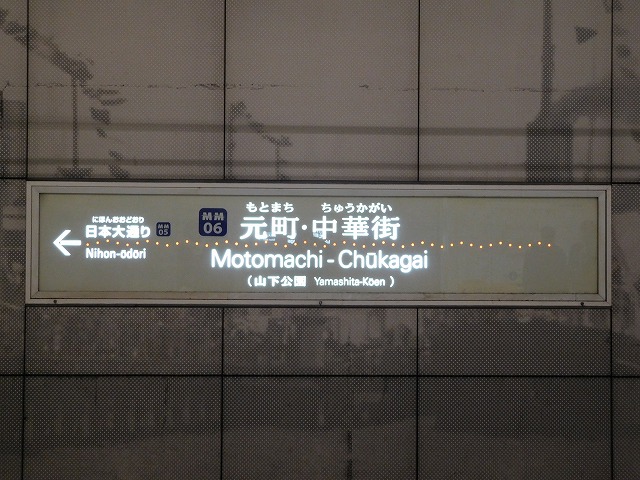 にほんおおどおり
日本大通り MM 05
Nihon-ōdōri
MM 06
もとまち ちゅうかがい
元町・中華街
Motomachi - Chūkagai
(山下公園 Yamashita-Kōen)